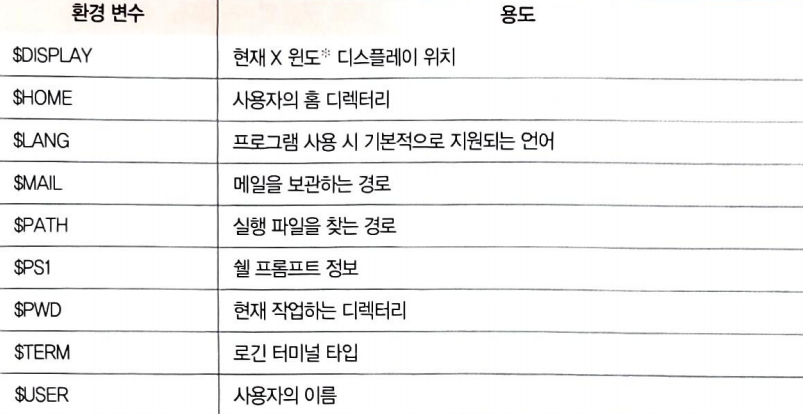 환경 변수 용도
$DISPLAY 현재 X 윈도※ 디스플레이 위치
$HOME 사용자의 홈 디렉터리
$LANG 프로그램 사용 시 기본적으로 지원되는 언어
$MAIL 메일을 보관하는 경로
$PATH 실행 파일을 찾는 경로
$PS1 쉘 프롬프트 정보
$PWD 현재 작업하는 디렉터리
$TERM 로긴 터미널 타입
$USER 사용자의 이름